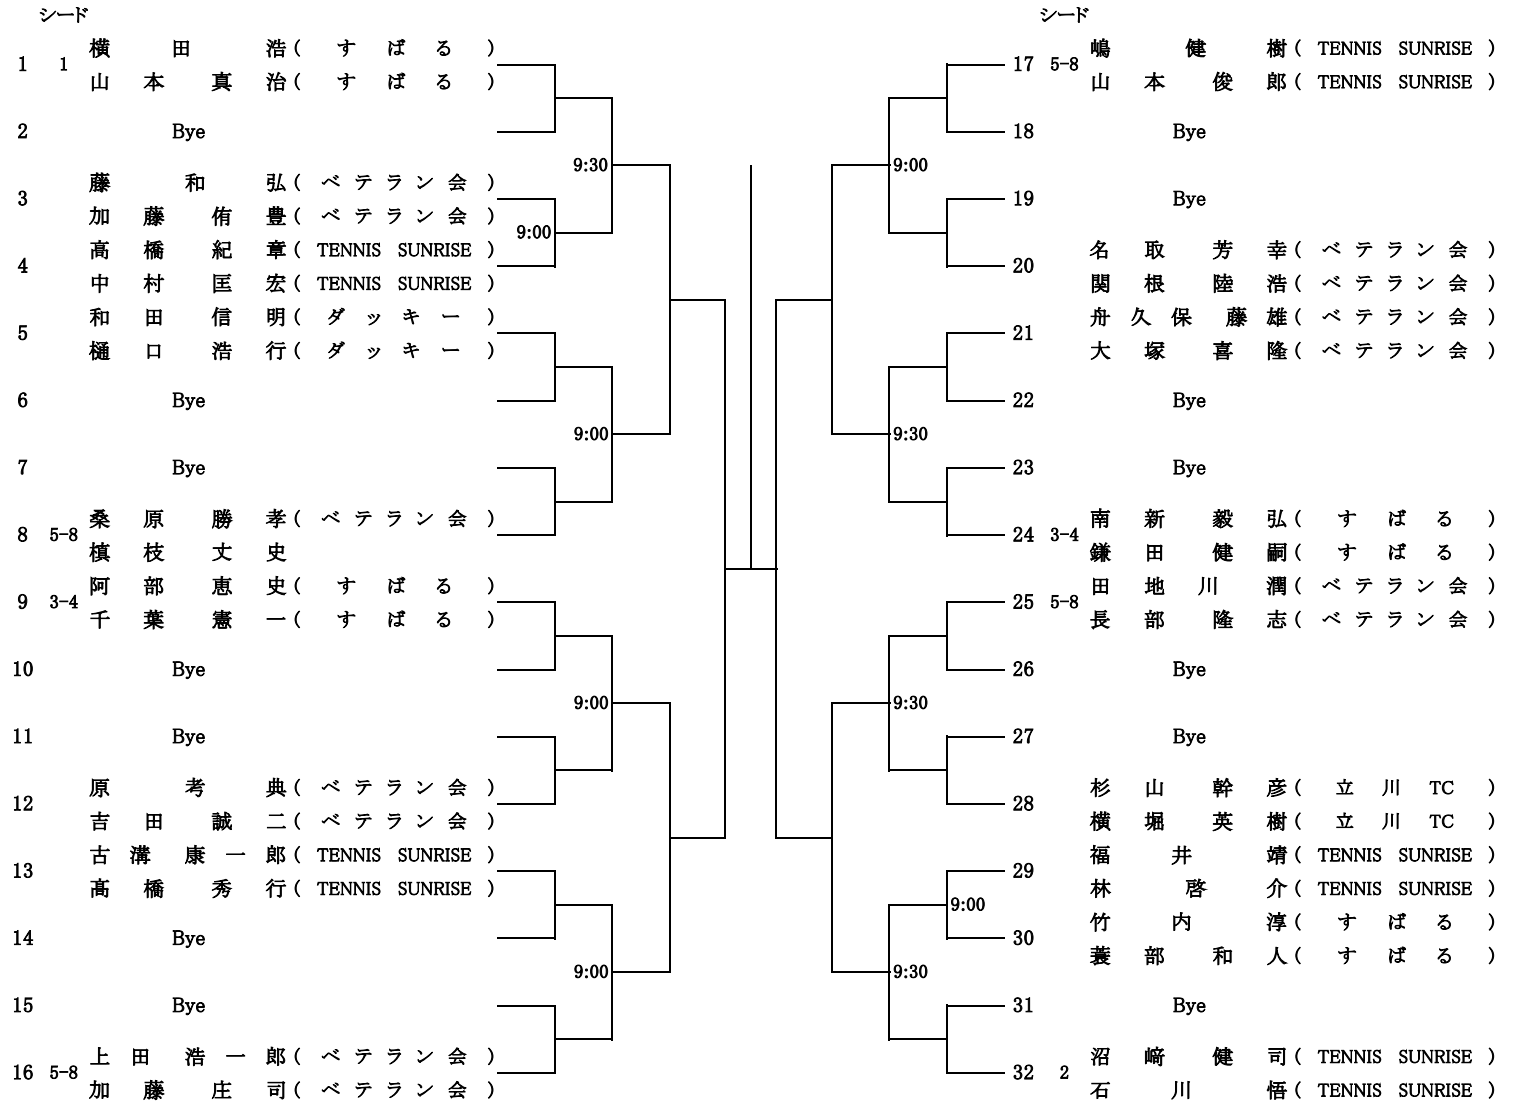 シード
横田浩(すばる)
1 1
山本真治(すばる)
2 Bye
9:30
藤和弘(ベテラン会)
3
加藤侑豊(ベテラン会)
9:00
高橋紀章(TENNIS SUNRISE)
4
中村匡宏(TENNIS SUNRISE)
和田信明(ダッキー)
5
樋口浩行(ダッキー)
6 Bye
9:00
7 Bye
桑原勝孝(ベテラン会)
8 5-8
槙枝丈史
阿部恵史(すばる)
9 3-4
千葉憲一(すばる)
10 Bye
9:00
11 Bye
原考典(ベテラン会)
12
吉田誠二(ベテラン会)
古溝康一郎(TENNIS SUNRISE)
13
高橋秀行(TENNIS SUNRISE)
14 Bye
9:00
15 Bye
上田浩一郎(ベテラン会)
16 5-8
加藤庄司(ベテラン会)
シード
嶋健樹(TENNIS SUNRISE)
17 5-8
山本俊郎(TENNIS SUNRISE)
18 Bye
9:00
19 Bye
名取芳幸(ベテラン会)
20
関根陸浩(ベテラン会)
舟久保藤雄(ベテラン会)
21
大塚喜隆(ベテラン会)
22 Bye
9:30
23 Bye
南新毅弘(すばる)
24 3-4
鎌田健嗣(すばる)
田地川潤(ベテラン会)
25 5-8
長部隆志(ベテラン会)
26 Bye
9:30
27 Bye
杉山幹彦(立川TC)
28
横堀英樹(立川TC)
福井靖(TENNIS SUNRISE)
29
林啓介(TENNIS SUNRISE)
9:00
竹内淳(すばる)
30
蓑部和人(すばる)
9:30
31 Bye
沼﨑健司(TENNIS SUNRISE)
32 2
石川悟(TENNIS SUNRISE)